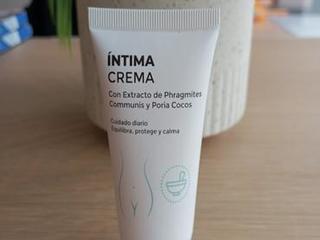 ÍNTIMA
CREMA
Con Extracto de Phragmites
Communis y Poria Cocos
Cuidado diario
Equilibra, protege y calma